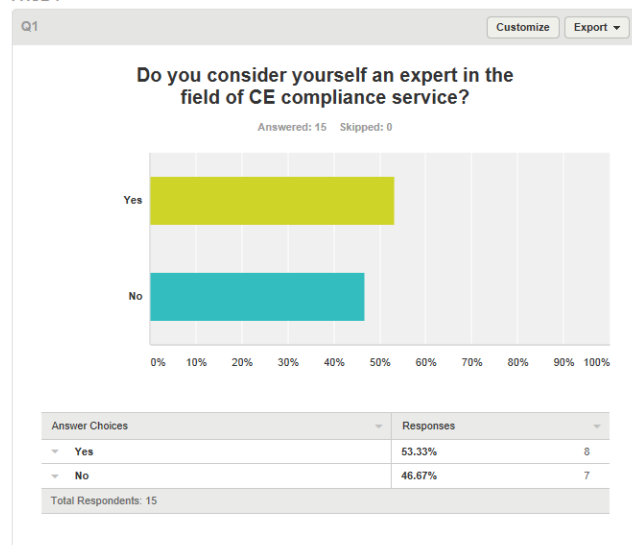 Q1
Customize
Export
Do you consider yourself an expert in the
field of CE compliance service?
Answered: 15 Skipped: 0
Yes
No
0% 10% 20% 30% 40% 50% 60% 70% 80% 90% 100%
Answer Choices Responses
Yes 53.33% 8
No 46.67% 7
Total Respondents: 15